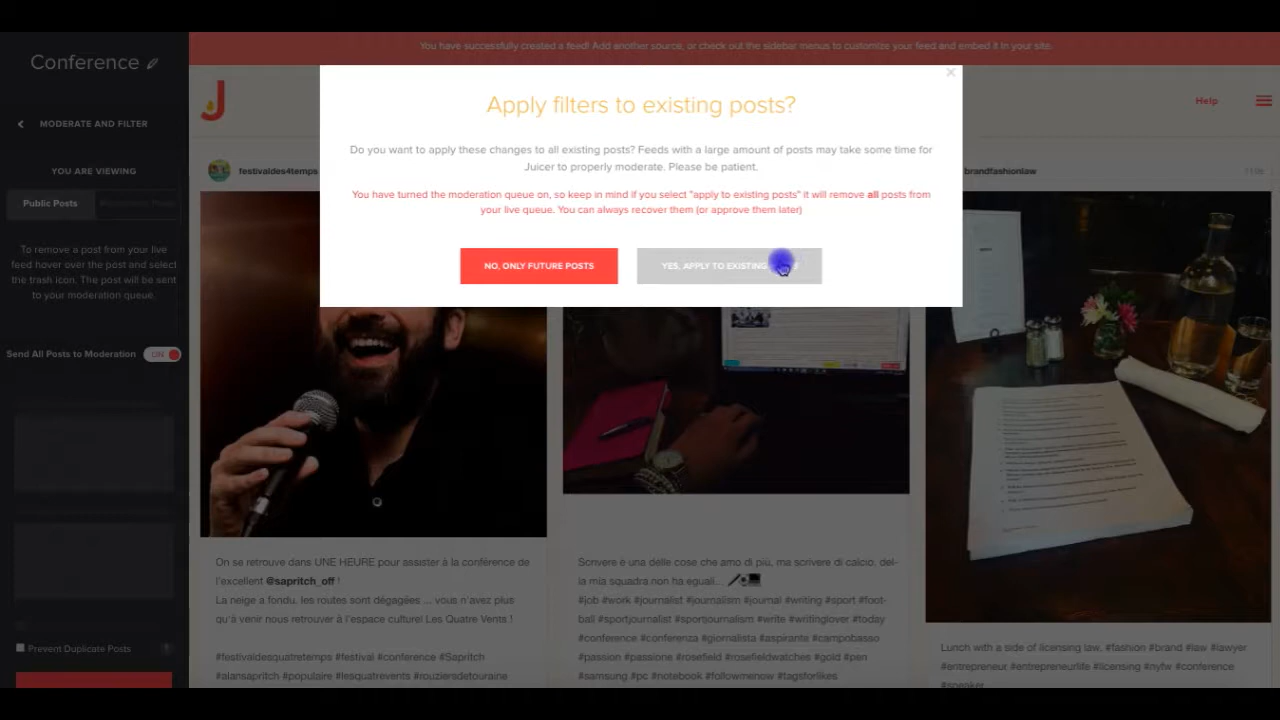 Conference
You have successfully created a feed! Add another source, or check out the sidebar menus to customize your feed and embed it in your site.
MODERATE AND FILTER
YOU ARE VIEWING
Public Posts
To remove a post from your live
feed hover over the post and select
the trash icon. The post will be sent
to your moderation queue.
Send All Posts to Moderation ON
Prevent Duplicate Posts
Help
festivaldes4temps
brandfashionlaw
Apply filters to existing posts?
Do you want to apply these changes to all existing posts? Feeds with a large amount of posts may take some time for
Juicer to properly moderate. Please be patient.
You have turned the moderation queue on, so keep in mind if you select "apply to existing posts" it will remove all posts from
your live queue. You can always recover them (or approve them later)
NO, ONLY FUTURE POSTS
YES, APPLY TO EXISTING
On se retrouve dans UNE HEURE pour assister à la conférence de
l'excellent @sapritch_off !
La neige a fondu, les routes sont dégagées ... vous n'avez plus
qu'à venir nous retrouver à l'espace culturel Les Quatre Vents !
#festivaldesquatretemps #festival #conference #Sapritch
#alansapritch #populaire #lesquatrevents #rouziersdetouraine
Scrivere è una delle cose che amo di più, ma scrivere di calcio, del-
la mia squadra non ha eguali...
#job #work #journalist #journalism #journal #writing #sport #foot-
ball #sportjournalist #sportjournalism #write #writinglover #today
#conference #conferenza #giornalista #aspirante #campobasso
#passion #passione #rosefield #rosefieldwatches #gold #pen
#samsung #pc #notebook #followmenow #tagsforlikes
Lunch with a side of licensing law, #fashion #brand #law #lawyer
#entrepreneur #entrepreneurlife #licensing #nyfw #conference
#speaker